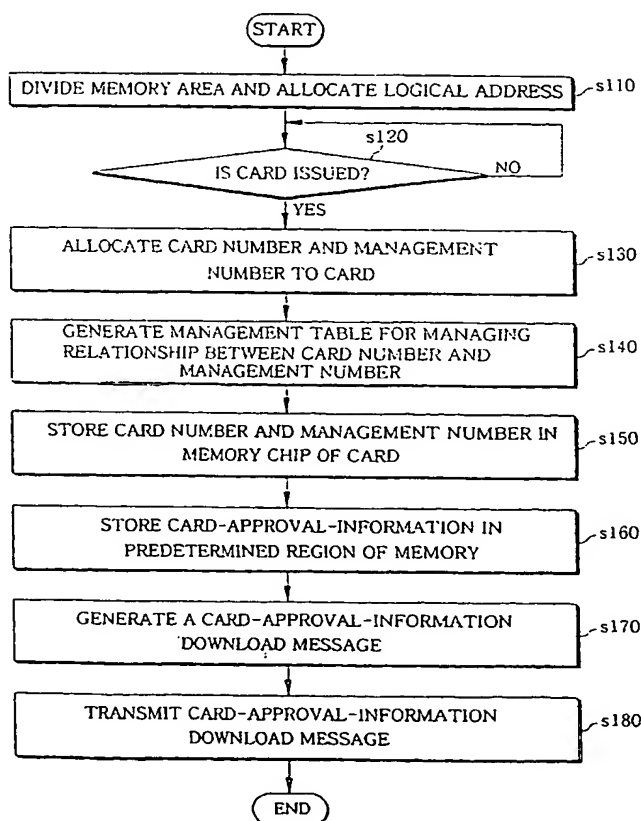 START
DIVIDE MEMORY AREA AND ALLOCATE LOGICAL ADDRESS
s110
s120
IS CARD ISSUED?
NO
YES
ALLOCATE CARD NUMBER AND MANAGEMENT
NUMBER TO CARD
s130
GENERATE MANAGEMENT TABLE FOR MANAGING
RELATIONSHIP BETWEEN CARD NUMBER AND
MANAGEMENT NUMBER
s140
STORE CARD NUMBER AND MANAGEMENT NUMBER IN
MEMORY CHIP OF CARD
s150
STORE CARD-APPROVAL-INFORMATION IN
PREDETERMINED REGION OF MEMORY
s160
GENERATE A CARD-APPROVAL-INFORMATION
DOWNLOAD MESSAGE
s170
TRANSMIT CARD-APPROVAL-INFORMATION
DOWNLOAD MESSAGE
s180
END